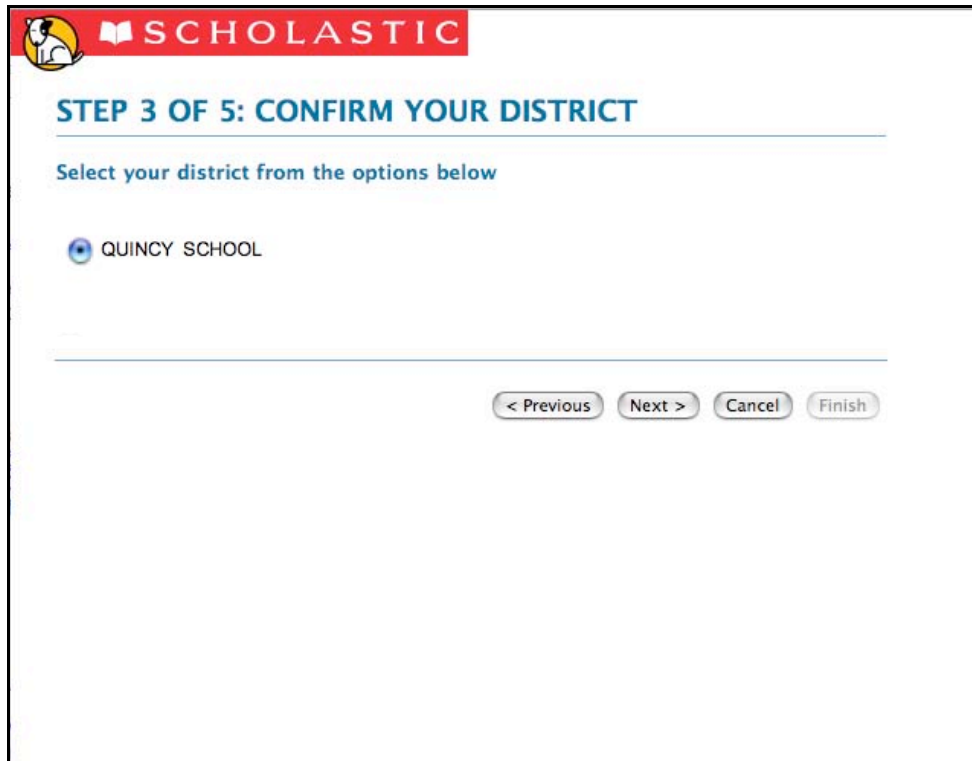 SCHOLASTIC
STEP 3 OF 5: CONFIRM YOUR DISTRICT
Select your district from the options below
QUINCY SCHOOL
< Previous Next > Cancel Finish